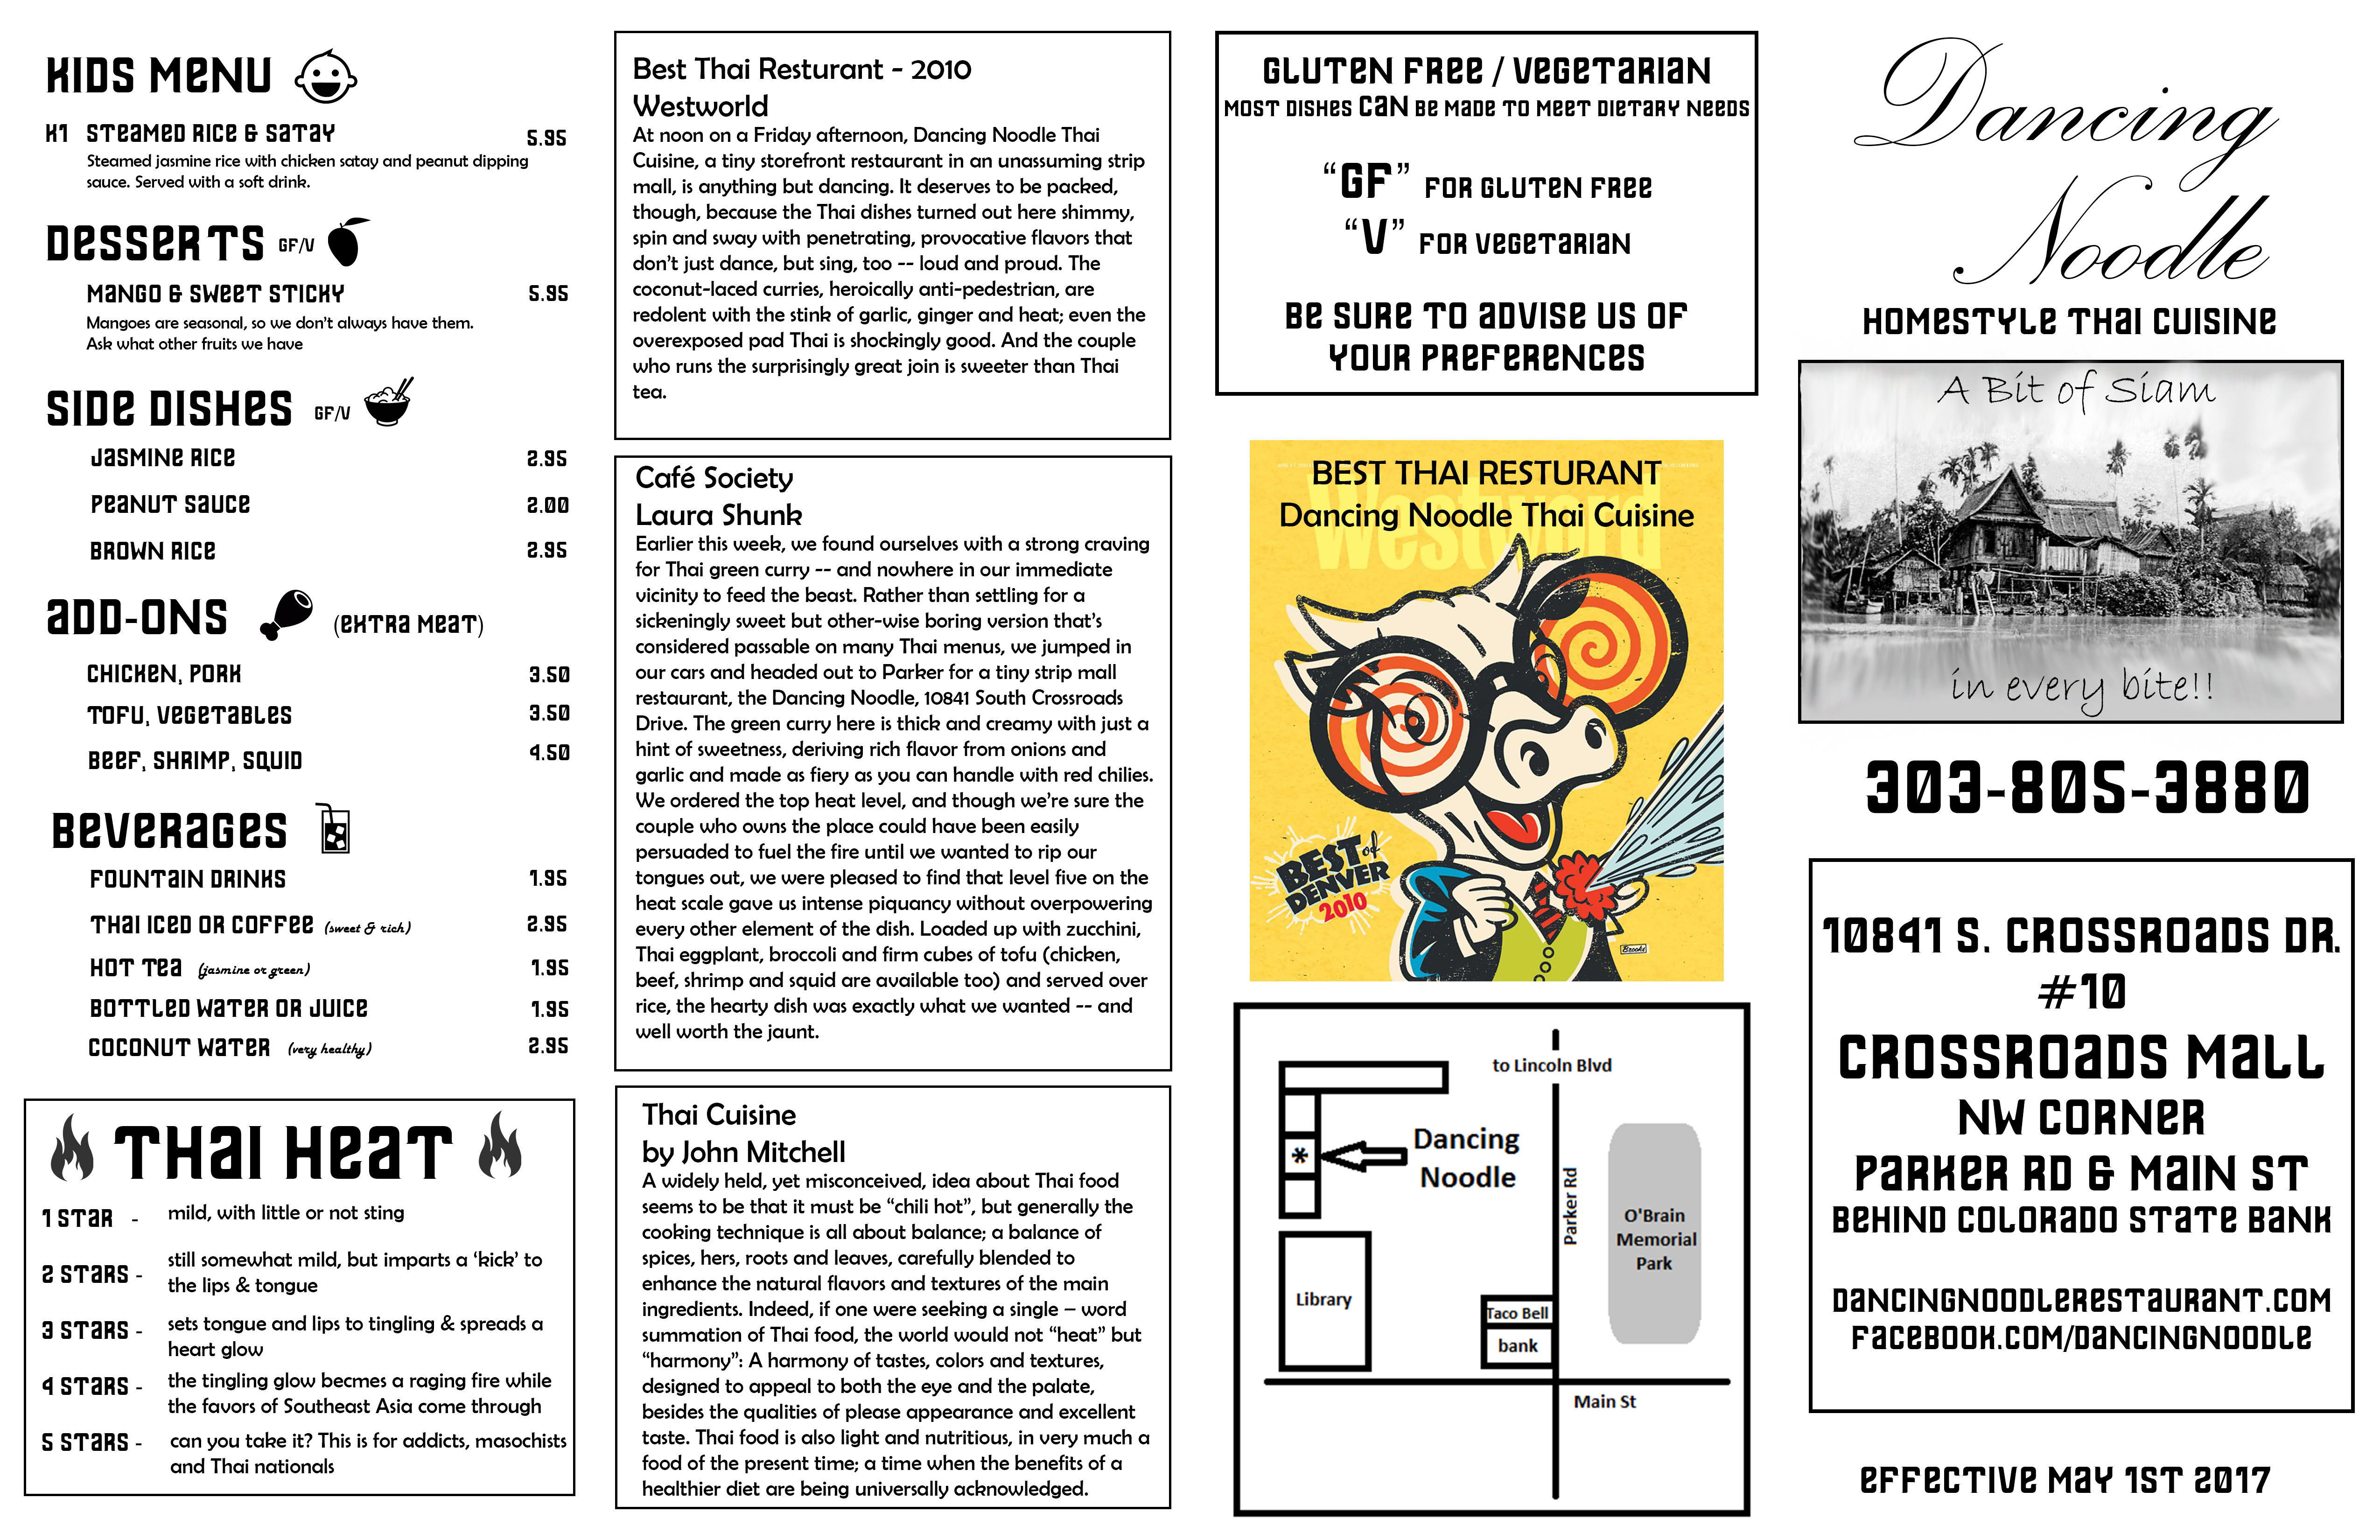 KIDS MENU
K1 STEAMED RICE & SATAY 5.95
Steamed jasmine rice with chicken satay and peanut dipping
sauce. Served with a soft drink.
DESSERTS GF/V
MANGO & SWEET STICKY 5.95
Mangoes are seasonal, so we don't always have them.
Ask what other fruits we have
SIDE DISHES GF/V
JASMINE RICE 2.95
PEANUT SAUCE 2.00
BROWN RICE 2.95
ADD-ONS (EXTRA MEAT)
CHICKEN, PORK 3.50
TOFU, VEGETABLES 3.50
BEEF, SHRIMP, SQUID 4.50
BEVERAGES
FOUNTAIN DRINKS 1.95
THAI ICED OR COFFEE (sweet & rich) 2.95
HOT TEA (jasmine or green) 1.95
BOTTLED WATER OR JUICE 1.95
COCONUT WATER (very healthy) 2.95
THAI HEAT
1 STAR - mild, with little or not sting
2 STARS - still somewhat mild, but imparts a 'kick' to
the lips & tongue
3 STARS - sets tongue and lips to tingling & spreads a
heart glow
4 STARS - the tingling glow becmes a raging fire while
the favors of Southeast Asia come through
5 STARS - can you take it? This is for addicts, masochists
and Thai nationals
Best Thai Resturant - 2010
Westworld
At noon on a Friday afternoon, Dancing Noodle Thai
Cuisine, a tiny storefront restaurant in an unassuming strip
mall, is anything but dancing. It deserves to be packed,
though, because the Thai dishes turned out here shimmy,
spin and sway with penetrating, provocative flavors that
don't just dance, but sing, too -- loud and proud. The
coconut-laced curries, heroically anti-pedestrian, are
redolent with the stink of garlic, ginger and heat; even the
overexposed pad Thai is shockingly good. And the couple
who runs the surprisingly great join is sweeter than Thai
tea.
Café Society
Laura Shunk
Earlier this week, we found ourselves with a strong craving
for Thai green curry -- and nowhere in our immediate
vicinity to feed the beast. Rather than settling for a
sickeningly sweet but other-wise boring version that's
considered passable on many Thai menus, we jumped in
our cars and headed out to Parker for a tiny strip mall
restaurant, the Dancing Noodle, 10841 South Crossroads
Drive. The green curry here is thick and creamy with just a
hint of sweetness, deriving rich flavor from onions and
garlic and made as fiery as you can handle with red chilies.
We ordered the top heat level, and though we're sure the
couple who owns the place could have been easily
persuaded to fuel the fire until we wanted to rip our
tongues out, we were pleased to find that level five on the
heat scale gave us intense piquancy without overpowering
every other element of the dish. Loaded up with zucchini,
Thai eggplant, broccoli and firm cubes of tofu (chicken,
beef, shrimp and squid are available too) and served over
rice, the hearty dish was exactly what we wanted -- and
well worth the jaunt.
Thai Cuisine
by John Mitchell
A widely held, yet misconceived, idea about Thai food
seems to be that it must be "chili hot", but generally the
cooking technique is all about balance; a balance of
spices, hers, roots and leaves, carefully blended to
enhance the natural flavors and textures of the main
ingredients. Indeed, if one were seeking a single – word
summation of Thai food, the world would not "heat" but
"harmony": A harmony of tastes, colors and textures,
designed to appeal to both the eye and the palate,
besides the qualities of please appearance and excellent
taste. Thai food is also light and nutritious, in very much a
food of the present time; a time when the benefits of a
healthier diet are being universally acknowledged.
GLUTEN FREE / VEGETARIAN
MOST DISHES CAN BE MADE TO MEET DIETARY NEEDS
"GF" FOR GLUTEN FREE
"V" FOR VEGETARIAN
BE SURE TO ADVISE US OF
YOUR PREFERENCES
BEST THAI RESTURANT
Dancing Noodle Thai Cuisine
Westword
BEST of
DENVER
2010
Brooke
to Lincoln Blvd
Dancing
Noodle
*
Parker Rd
O'Brain
Memorial
Park
Library
Taco Bell
bank
Main St
Dancing
Noodle
HOMESTYLE THAI CUISINE
A Bit of Siam
in every bite!!
303-805-3880
10841 S. CROSSROADS DR.
#10
CROSSROADS MALL
NW CORNER
PARKER RD & MAIN ST
BEHIND COLORADO STATE BANK
DANCINGNOODLERESTAURANT.COM
FACEBOOK.COM/DANCINGNOODLE
EFFECTIVE MAY 1ST 2017